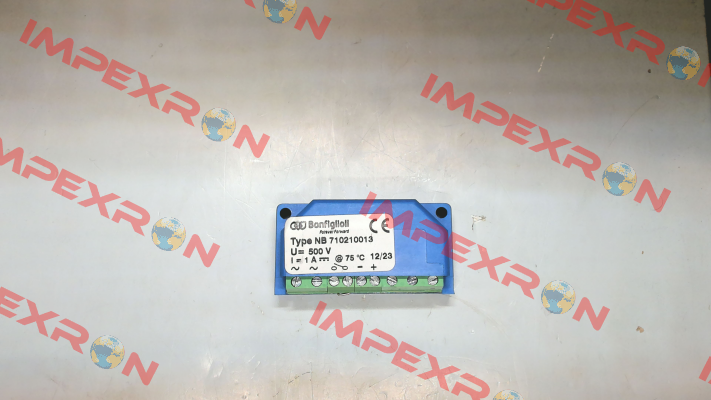 IMPEXRON
IMPEXRON
IMPEXRON
Bonfiglioli
Forever Forward
CE
Type NB 710210013
U= 500 V
I = 1 A ⎓ @ 75 °C 12/23
~ ~ − +
IMPEXRON
IMPEXRON
IMPEXRON
IMPEXRON